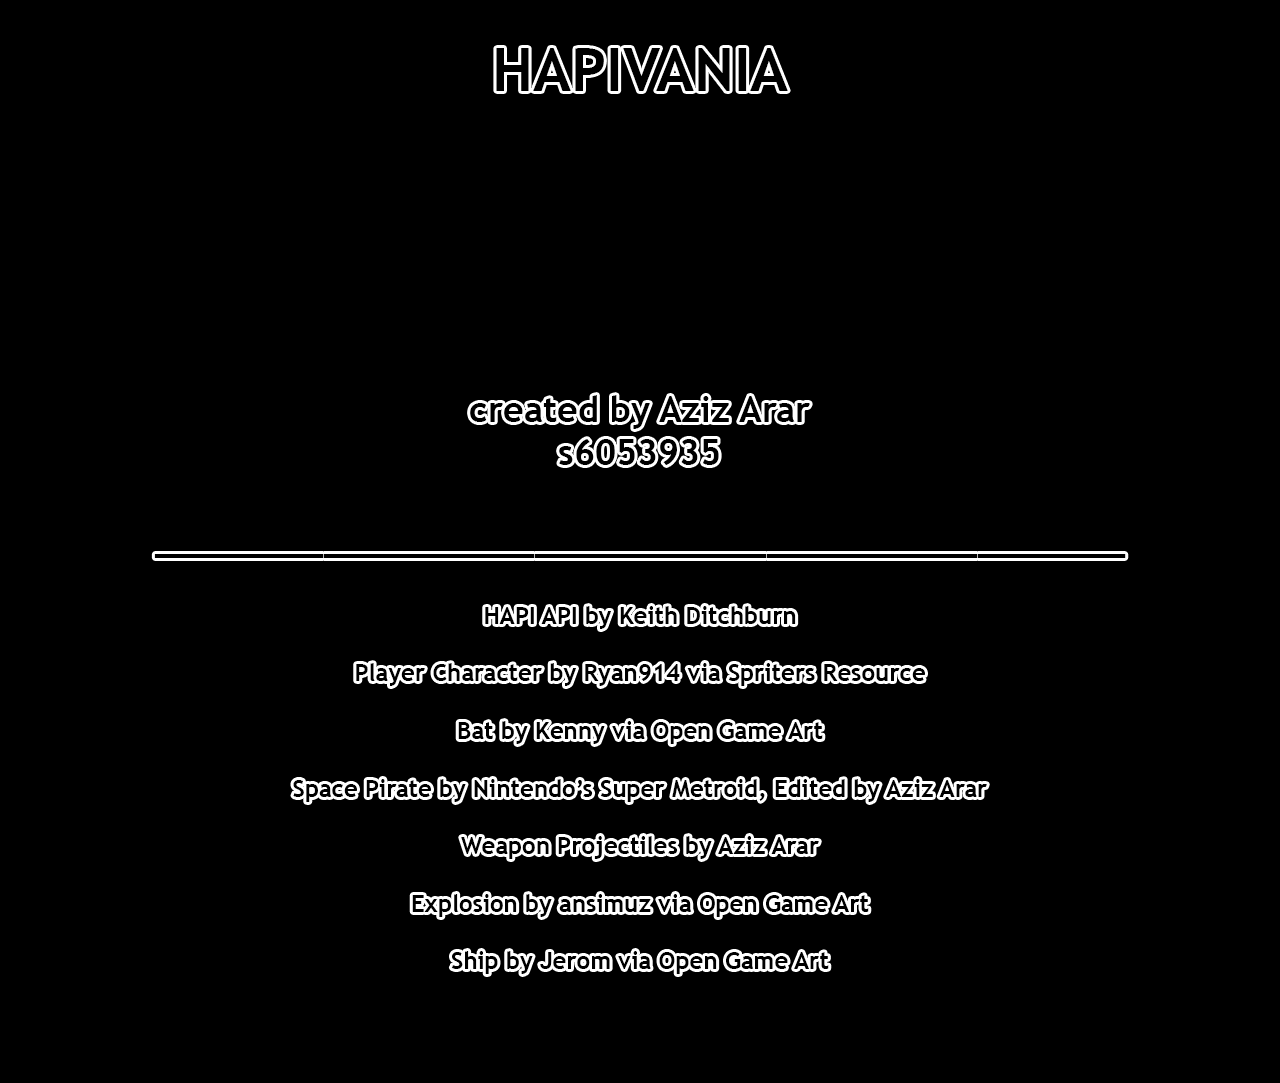 HAPIVANIA
created by Aziz Arar
s6053935
HAPI API by Keith Ditchburn
Player Character by Ryan914 via Spriters Resource
Bat by Kenny via Open Game Art
Space Pirate by Nintendo's Super Metroid, Edited by Aziz Arar
Weapon Projectiles by Aziz Arar
Explosion by ansimuz via Open Game Art
Ship by Jerom via Open Game Art